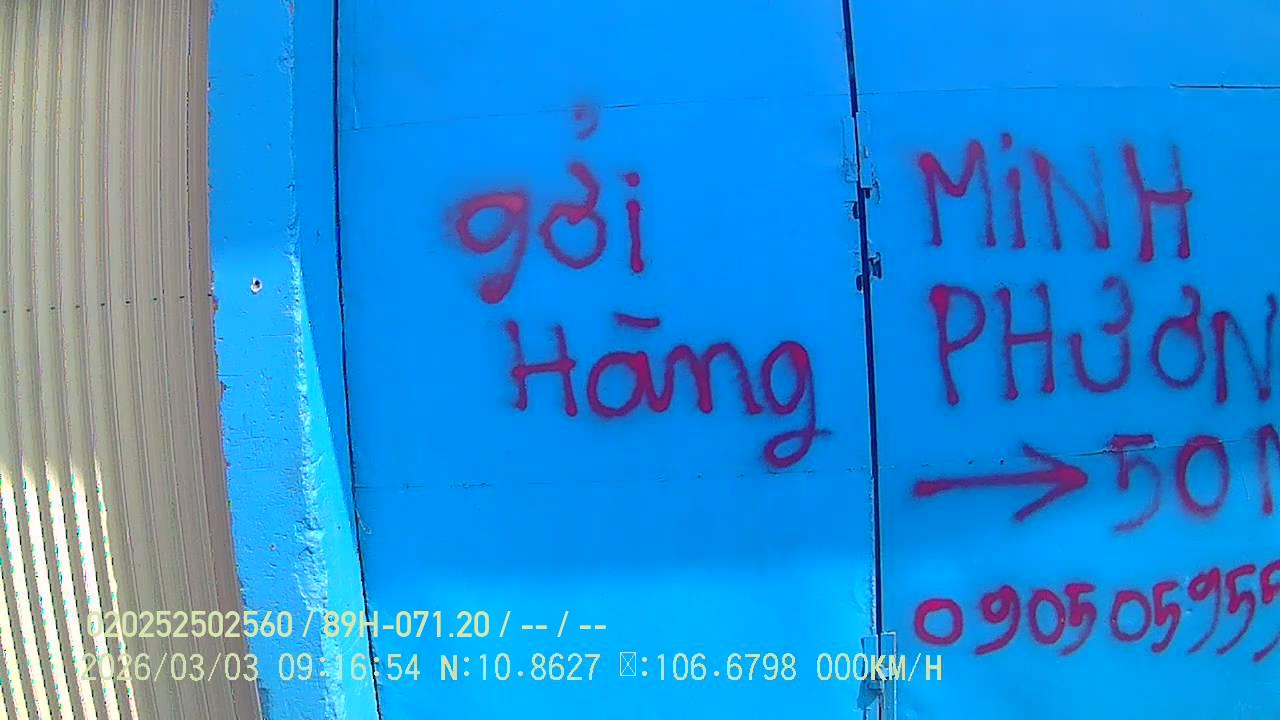 gởi
Hàng
MINH
PHƯƠN
→ 50
090505955
020252502560 / 89H-071.20 / -- / --
2026/03/03 09:16:54 N:10.8627 :106.6798 000KM/H